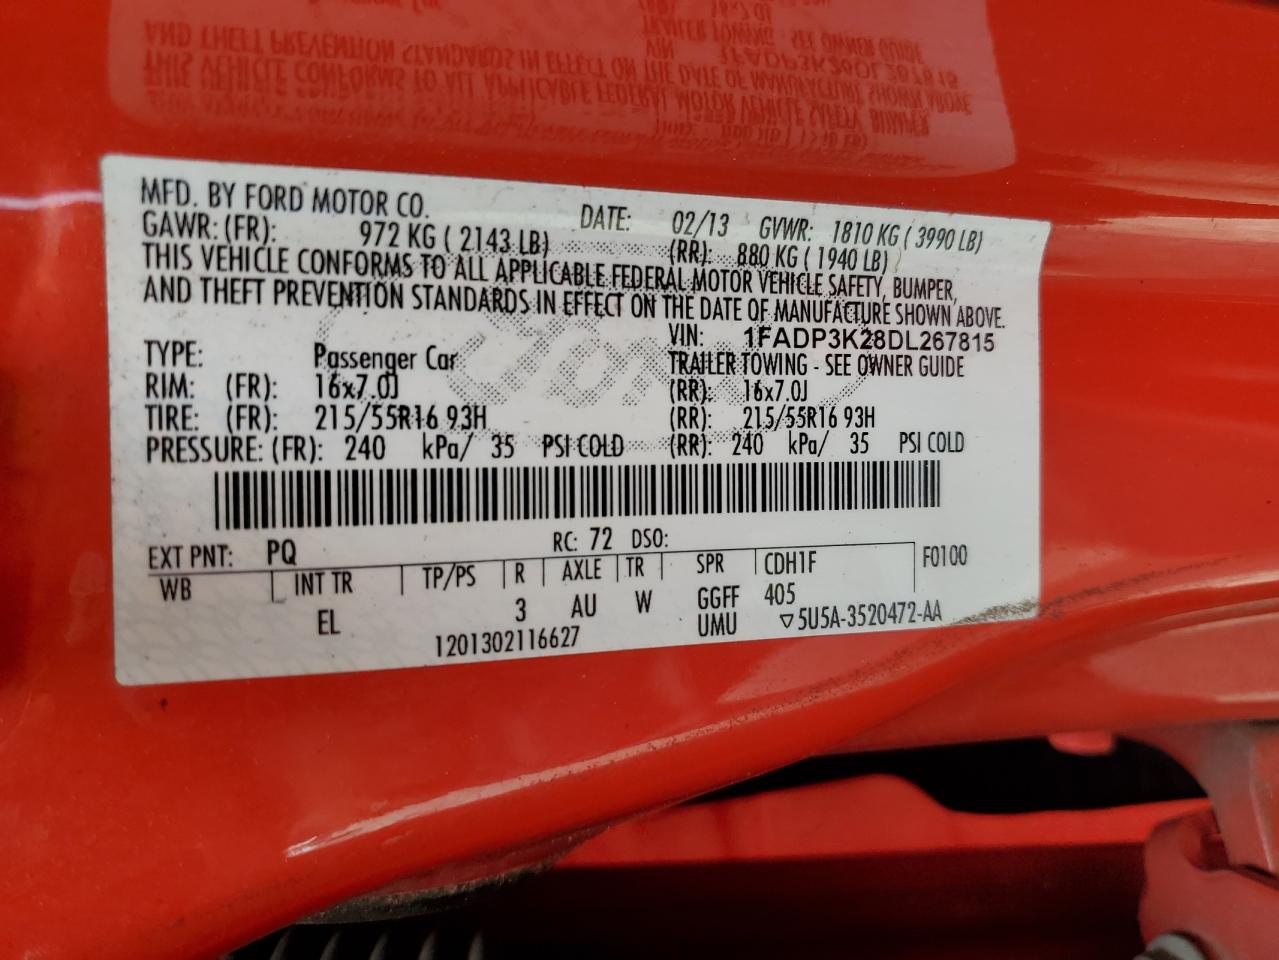 MFD. BY FORD MOTOR CO. DATE: 02/13 GVWR: 1810 KG ( 3990 LB)
GAWR: (FR): 972 KG ( 2143 LB) (RR): 880 KG ( 1940 LB)
THIS VEHICLE CONFORMS TO ALL APPLICABLE FEDERAL MOTOR VEHICLE SAFETY, BUMPER,
AND THEFT PREVENTION STANDARDS IN EFFECT ON THE DATE OF MANUFACTURE SHOWN ABOVE.
VIN: 1FADP3K28DL267815
TYPE: Passenger Car TRAILER TOWING - SEE OWNER GUIDE
RIM: (FR): 16x7.0J (RR): 16x7.0J
TIRE: (FR): 215/55R16 93H (RR): 215/55R16 93H
PRESSURE: (FR): 240 kPa/ 35 PSI COLD (RR): 240 kPa/ 35 PSI COLD
EXT PNT: PQ RC: 72 DSO:
WB INT TR TP/PS R AXLE TR SPR CDH1F F0100
EL 3 AU W GGFF 405
1201302116627 UMU ▽5U5A-3520472-AA